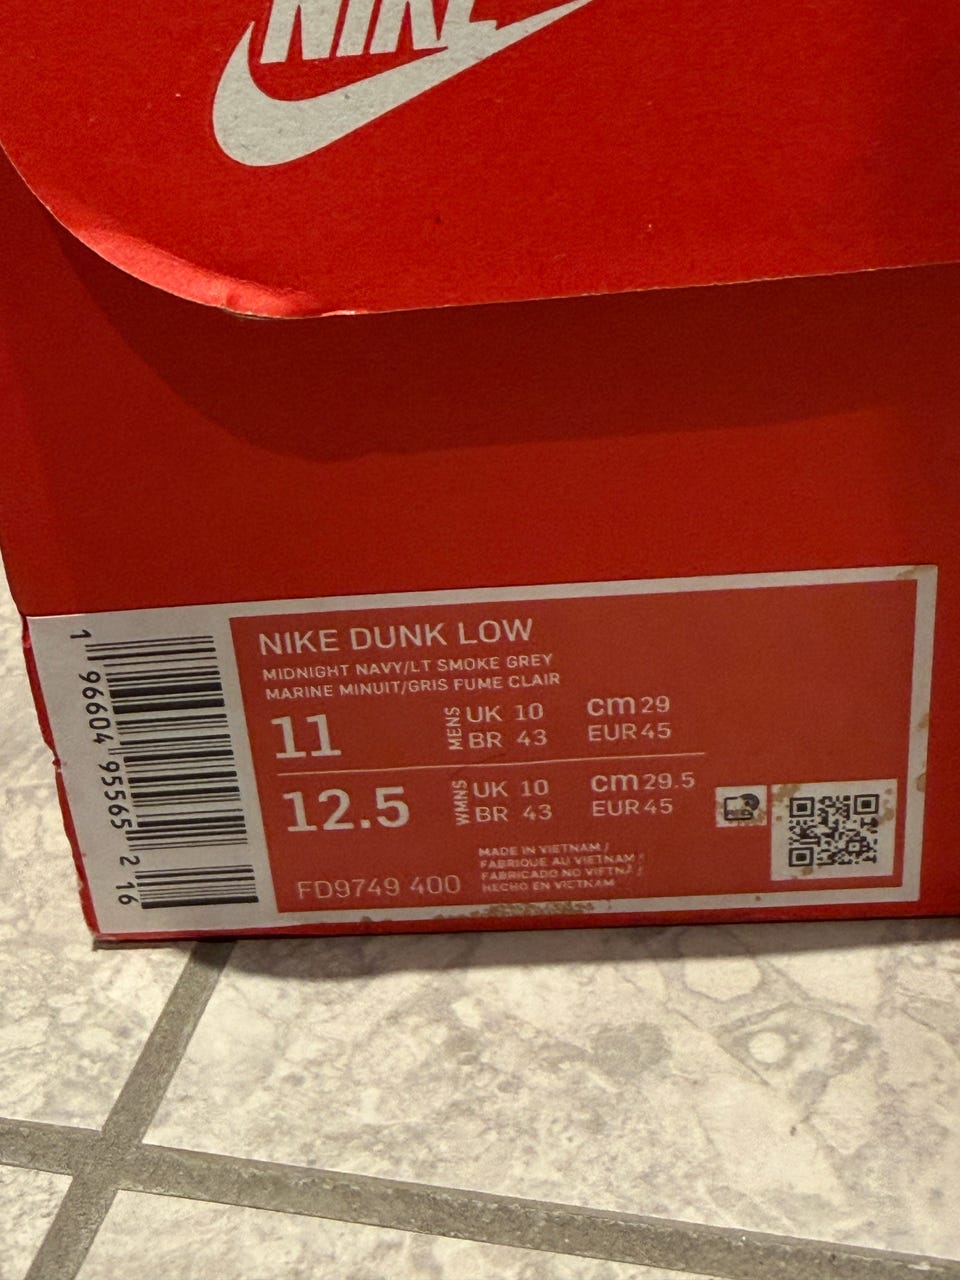 NIKE
NIKE DUNK LOW
MIDNIGHT NAVY/LT SMOKE GREY
MARINE MINUIT/GRIS FUME CLAIR
11 MENS UK 10 cm 29
BR 43 EUR 45
12.5 WMNS UK 10 cm 29.5
BR 43 EUR 45
MADE IN VIETNAM /
FABRIQUE AU VIETNAM /
FABRICADO NO VIETNÃ /
HECHO EN VIETNAM
FD9749 400
1 96604 95565 2 16